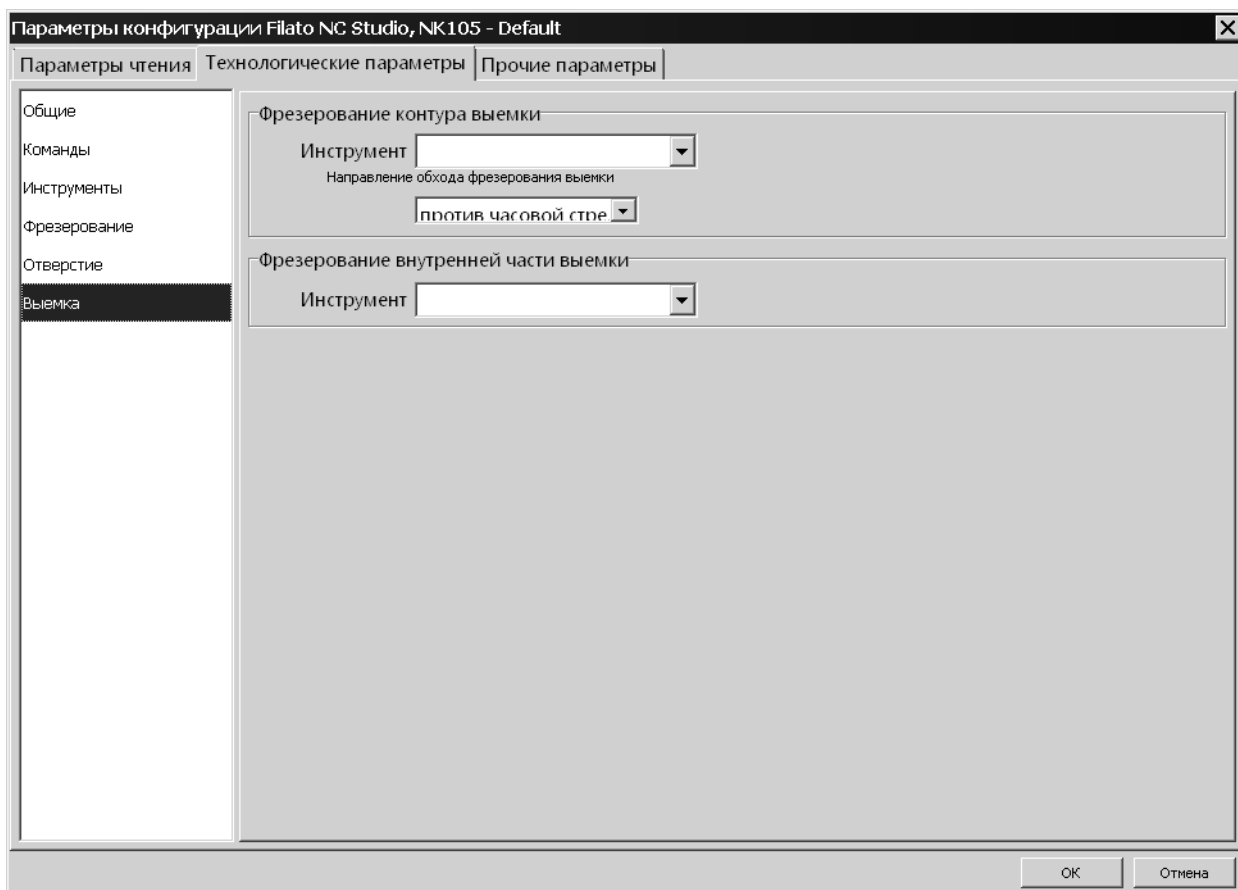 Параметры конфигурации Filato NC Studio, NK105 - Default
Параметры чтения Технологические параметры Прочие параметры
Общие
Команды
Инструменты
Фрезерование
Отверстие
Выемка
Фрезерование контура выемки
Инструмент
Направление обхода фрезерования выемки
против часовой стре
Фрезерование внутренней части выемки
Инструмент
ОК Отмена